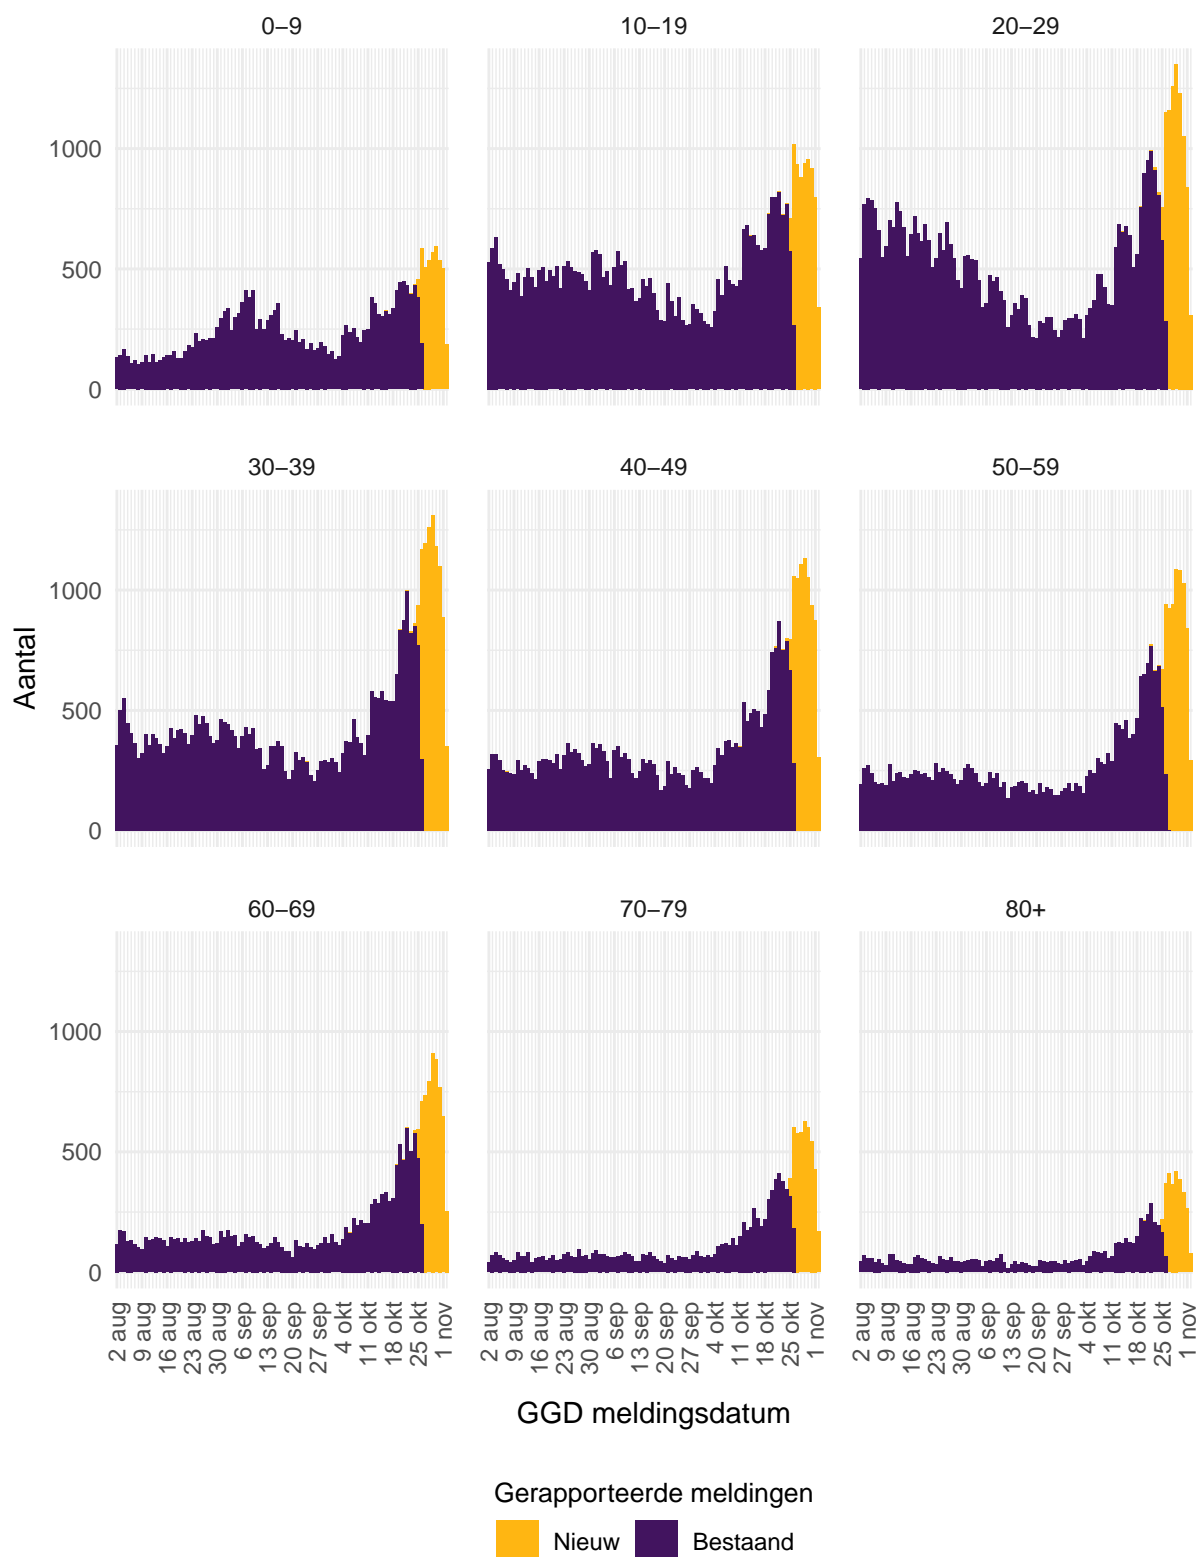 0–9 10–19 20–29
1000
500
0
30–39 40–49 50–59
1000
500
0
Aantal
60–69 70–79 80+
1000
500
0
2 aug 9 aug 16 aug 23 aug 30 aug 6 sep 13 sep 20 sep 27 sep 4 okt 11 okt 18 okt 25 okt 1 nov
2 aug 9 aug 16 aug 23 aug 30 aug 6 sep 13 sep 20 sep 27 sep 4 okt 11 okt 18 okt 25 okt 1 nov
2 aug 9 aug 16 aug 23 aug 30 aug 6 sep 13 sep 20 sep 27 sep 4 okt 11 okt 18 okt 25 okt 1 nov
GGD meldingsdatum
Gerapporteerde meldingen
Nieuw Bestaand